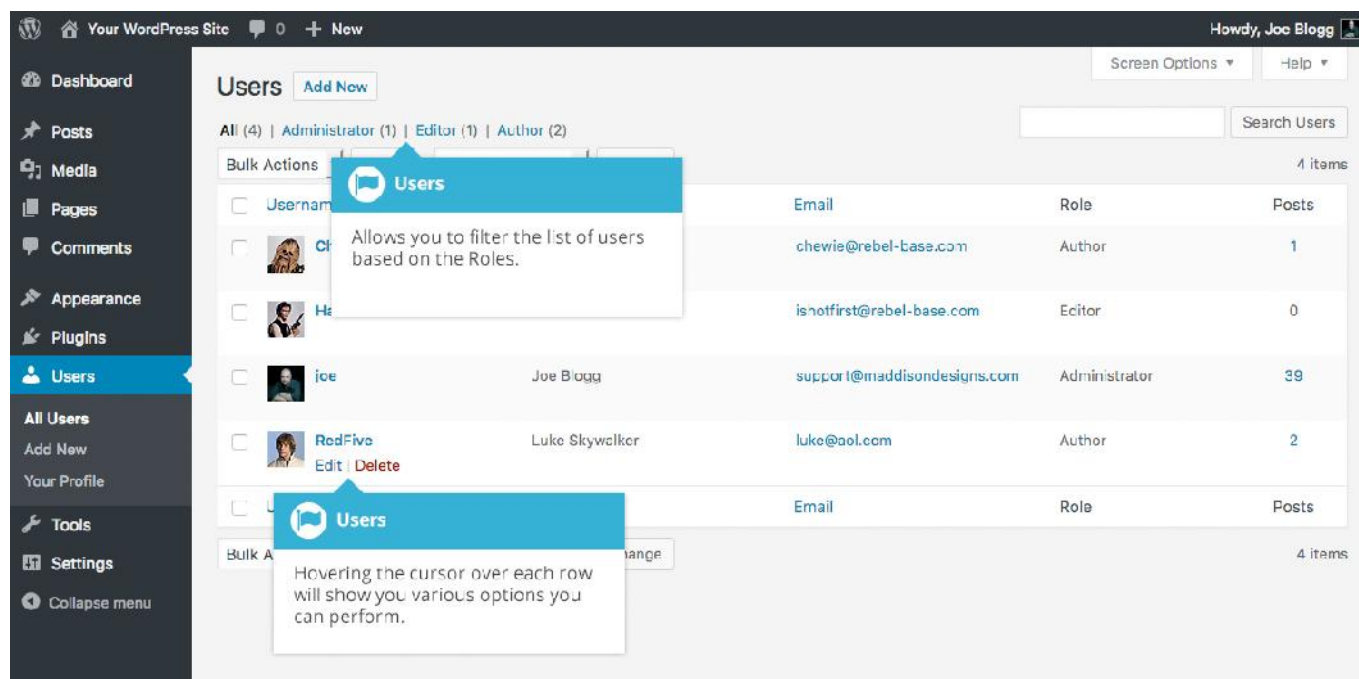 Your WordPress Site 0 + New Howdy, Joe Blogg
Screen Options Help
Dashboard
Posts
Media
Pages
Comments
Appearance
Plugins
Users
All Users
Add New
Your Profile
Tools
Settings
Collapse menu
Users Add New
All (4) | Administrator (1) | Editor (1) | Author (2)
Search Users
Bulk Actions
4 items
Email Role Posts
chewie@rebel-base.com Author 1
ishotfirst@rebel-base.com Editor 0
joe Joe Blogg support@maddisondesigns.com Administrator 39
RedFive Luke Skywalker luke@aol.com Author 2
Edit | Delete
Email Role Posts
4 items
Users
Allows you to filter the list of users
based on the Roles.
Users
Hovering the cursor over each row
will show you various options you
can perform.